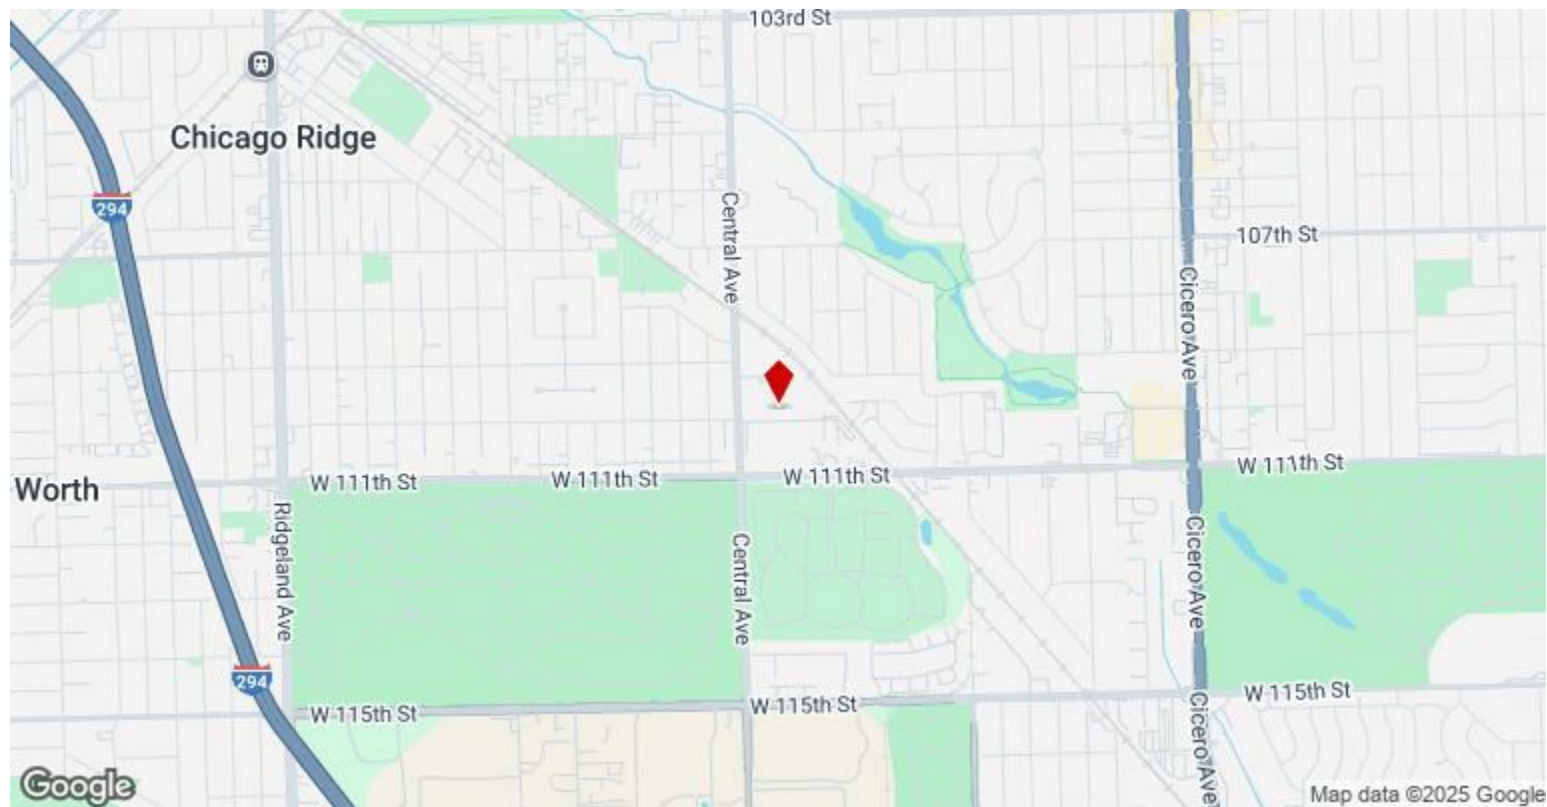 103rd St
Chicago Ridge
294
Central Ave
107th St
Cicero Ave
W 111th St
W 111th St
W 111th St
W 111th St
Worth
Ridgeland Ave
Central Ave
Cicero Ave
294
W 115th St
W 115th St
W 115th St
Cicero Ave
Google
Map data ©2025 Google